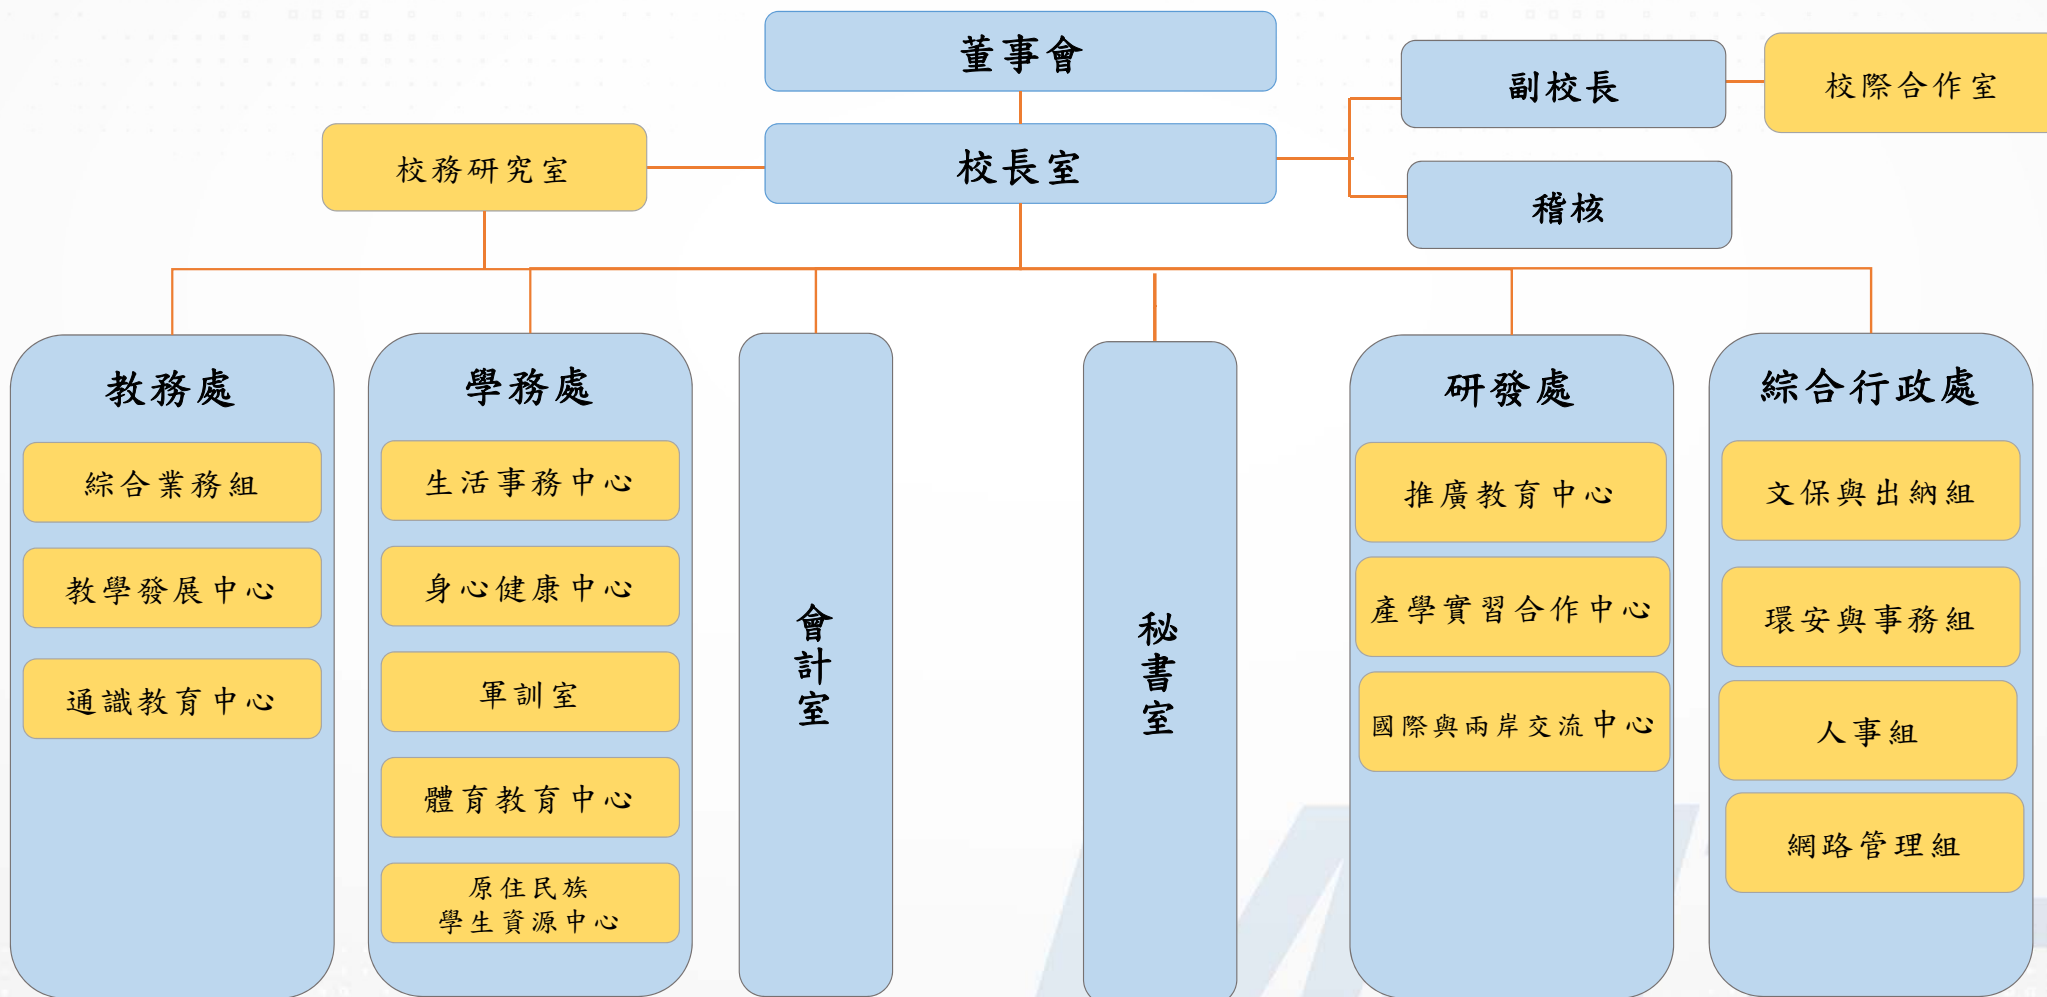 董事會
副校長
校際合作室
校務研究室
校長室
稽核
教務處
綜合業務組
教學發展中心
通識教育中心
學務處
生活事務中心
身心健康中心
軍訓室
體育教育中心
原住民族
學生資源中心
會計室
秘書室
研發處
推廣教育中心
產學實習合作中心
國際與兩岸交流中心
綜合行政處
文保與出納組
環安與事務組
人事組
網路管理組